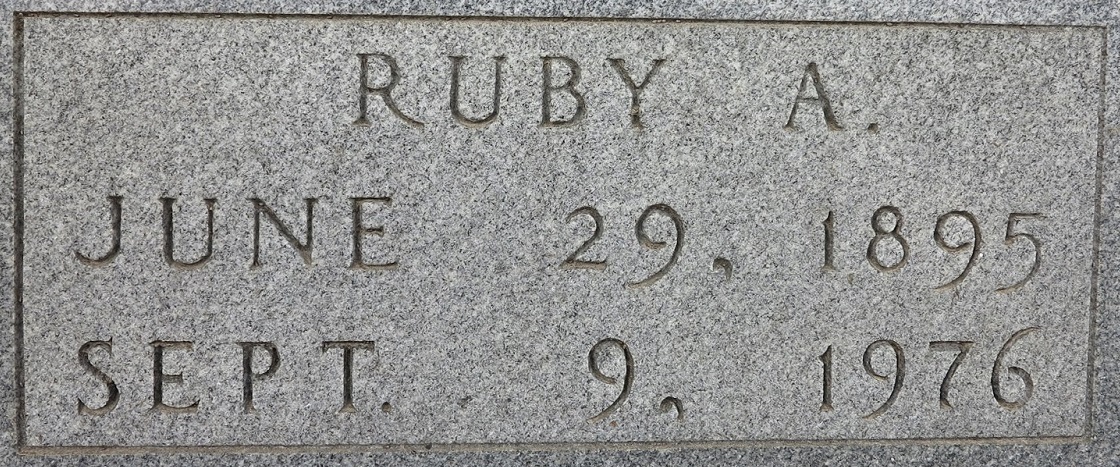 RUBY A.
JUNE 29, 1895
SEPT. 9, 1976